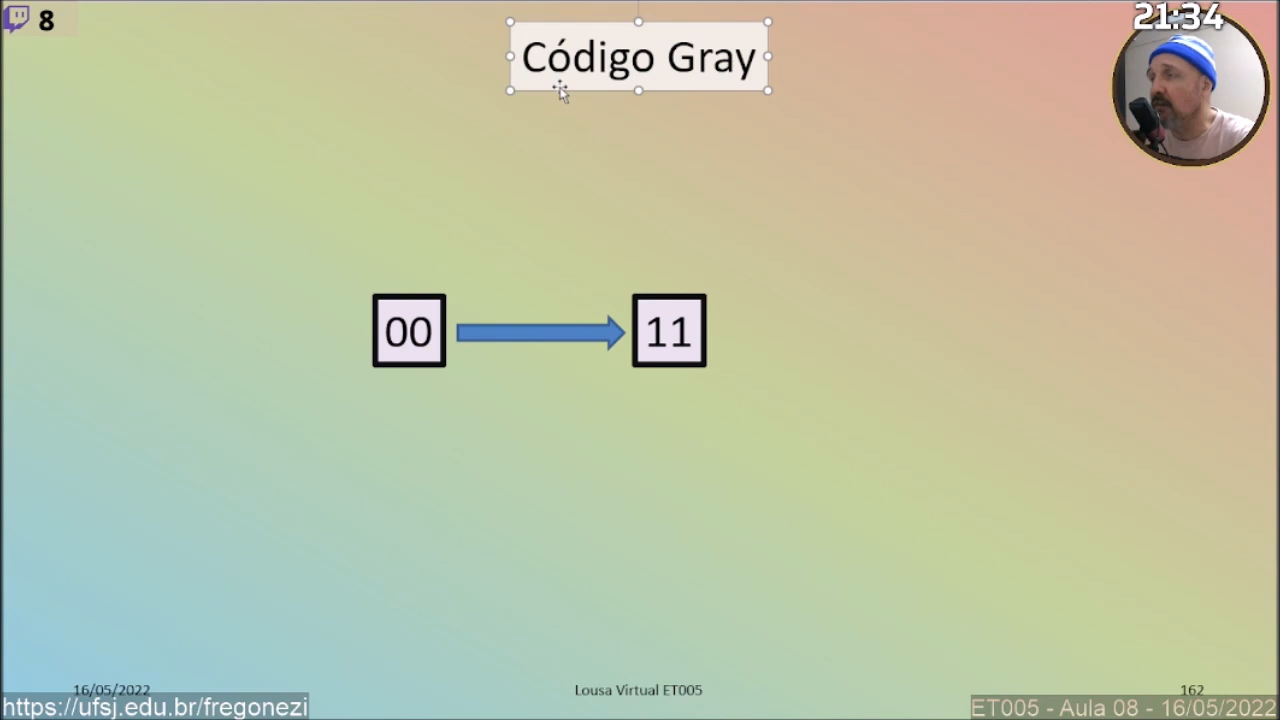 8
21:34
Código Gray
00
11
16/05/2022
Lousa Virtual ET005
162
https://ufsj.edu.br/fregonezi
ET005 - Aula 08 - 16/05/2022